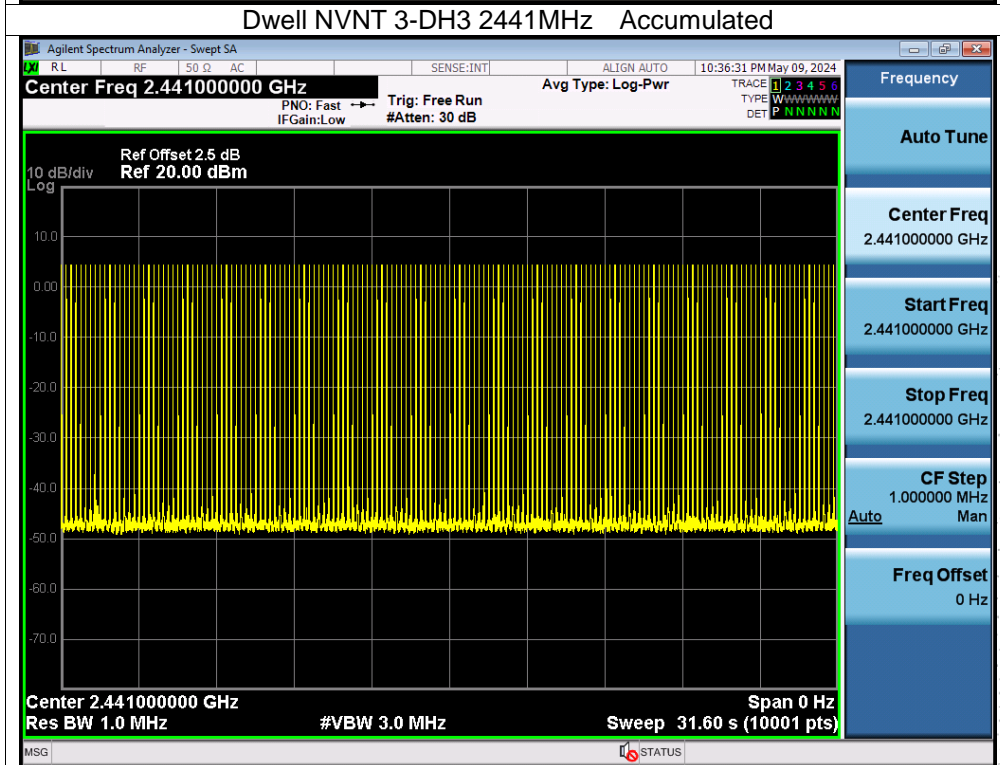 Dwell NVNT 3-DH3 2441MHz Accumulated
Agilent Spectrum Analyzer - Swept SA
LXI RL RF 50 Ω AC SENSE:INT ALIGN AUTO 10:36:31 PM May 09, 2024
Center Freq 2.441000000 GHz
PNO: Fast
IFGain:Low
Trig: Free Run
#Atten: 30 dB
Avg Type: Log-Pwr
TRACE 1 2 3 4 5 6
TYPE WWWWWW
DET P N N N N N
Frequency
Auto Tune
Center Freq
2.441000000 GHz
Start Freq
2.441000000 GHz
Stop Freq
2.441000000 GHz
CF Step
1.000000 MHz
Auto Man
Freq Offset
0 Hz
Ref Offset 2.5 dB
10 dB/div Ref 20.00 dBm
Log
10.0
0.00
-10.0
-20.0
-30.0
-40.0
-50.0
-60.0
-70.0
Center 2.441000000 GHz Span 0 Hz
Res BW 1.0 MHz #VBW 3.0 MHz Sweep 31.60 s (10001 pts)
MSG STATUS